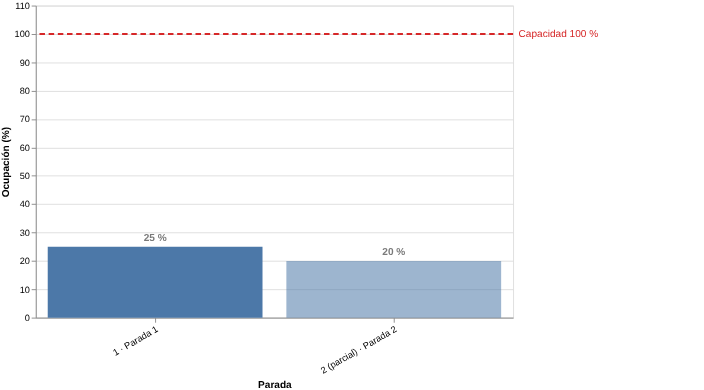 110
100
90
80
70
60
50
40
30
20
10
0
Ocupación (%)
Capacidad 100 %
25 %
20 %
1 · Parada 1
2 (parcial) · Parada 2
Parada